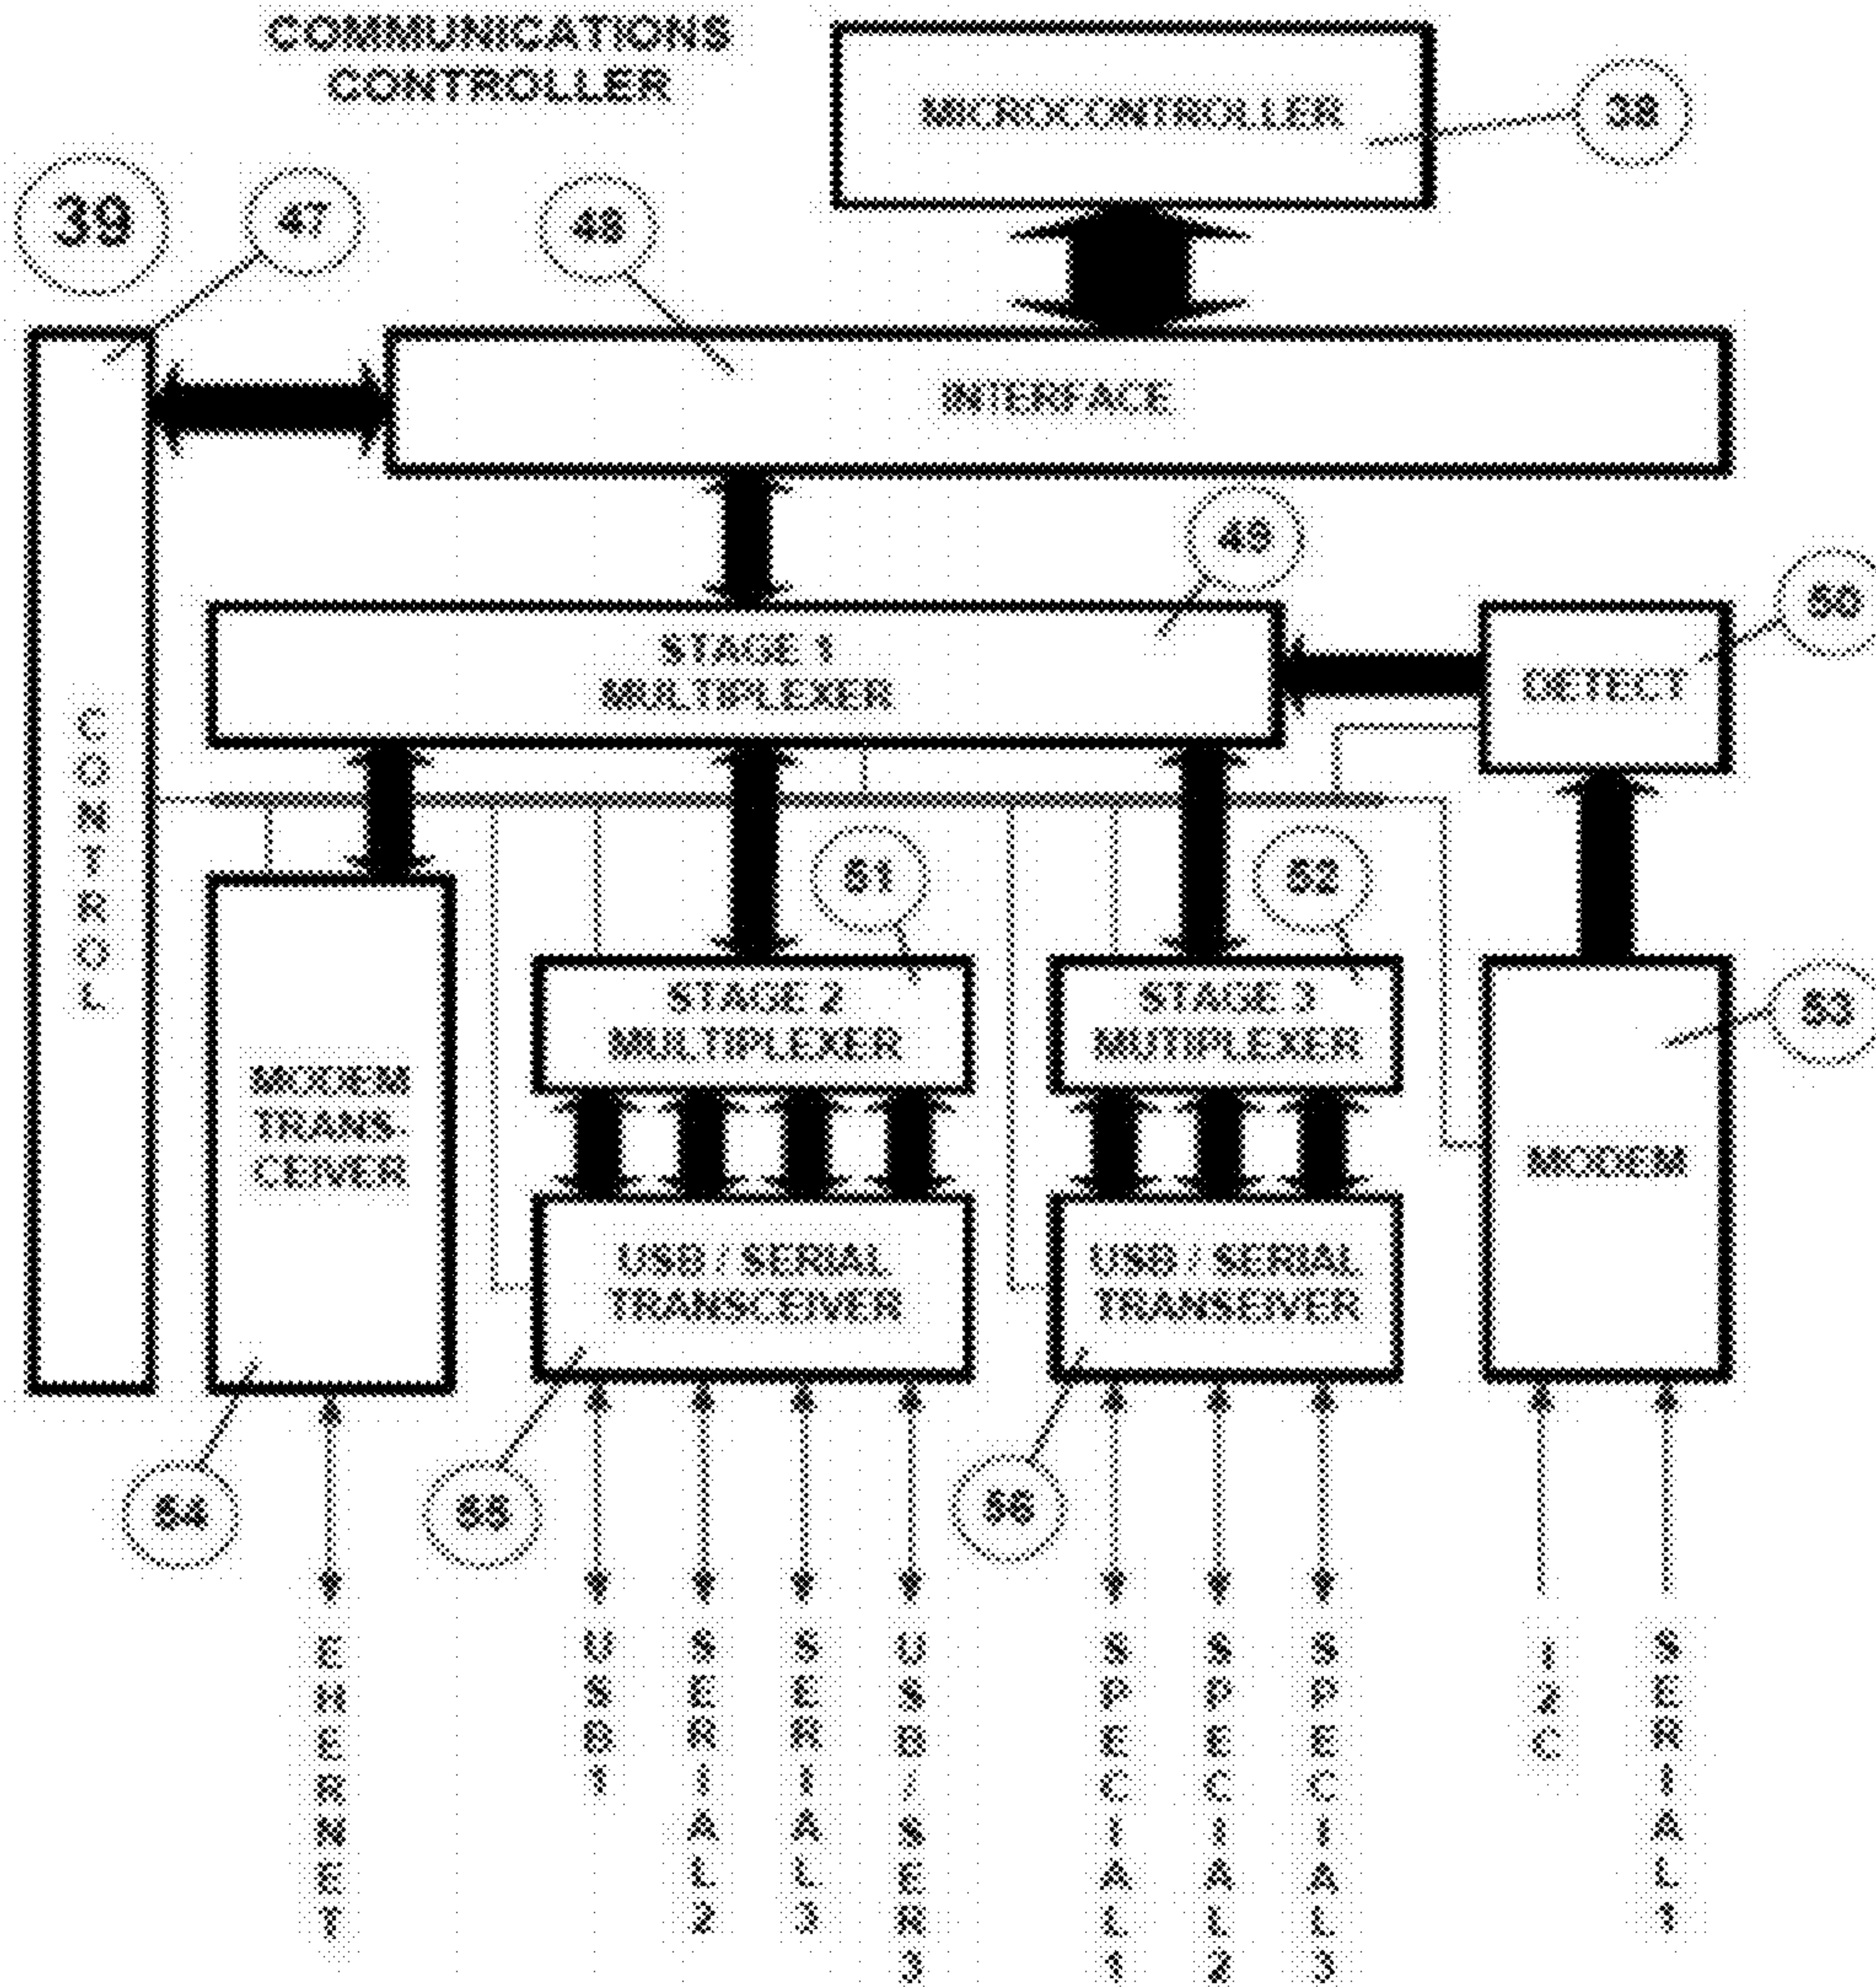 COMMUNICATIONS
CONTROLLER
MICROCONTROLLER
38
39
47
48
INTERFACE
49
50
STAGE 1
MULTIPLEXER
DETECT
CONTROL
51
52
STAGE 2
MULTIPLEXER
STAGE 3
MUTIPLEXER
53
MODEM
TRANS-
CEIVER
MODEM
USB / SERIAL
TRANSCEIVER
USB / SERIAL
TRANSEIVER
54
55
56
EHERNET
USB1
SERIAL2
SERIAL3
USB/SER3
SPECIAL1
SPECIAL2
SPECIAL3
I2C
SERIAL1